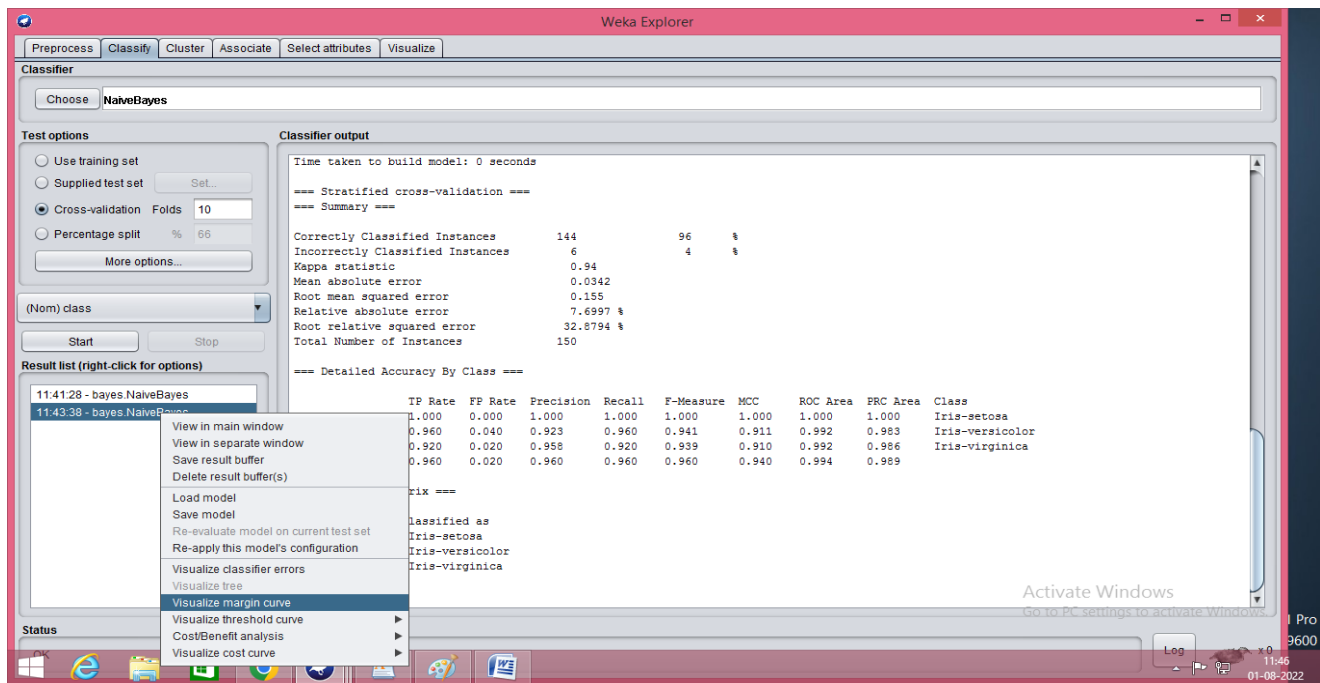 Weka Explorer
Preprocess Classify Cluster Associate Select attributes Visualize
Classifier
Choose NaiveBayes
Test options
Use training set
Supplied test set Set...
Cross-validation Folds 10
Percentage split % 66
More options...
(Nom) class
Start Stop
Result list (right-click for options)
11:41:28 - bayes.NaiveBayes
11:43:38 - bayes.NaiveBayes
View in main window
View in separate window
Save result buffer
Delete result buffer(s)
Load model
Save model
Re-evaluate model on current test set
Re-apply this model's configuration
Visualize classifier errors
Visualize tree
Visualize margin curve
Visualize threshold curve
Cost/Benefit analysis
Visualize cost curve
Classifier output
Time taken to build model: 0 seconds
=== Stratified cross-validation ===
=== Summary ===
Correctly Classified Instances 144 96 %
Incorrectly Classified Instances 6 4 %
Kappa statistic 0.94
Mean absolute error 0.0342
Root mean squared error 0.155
Relative absolute error 7.6997 %
Root relative squared error 32.8794 %
Total Number of Instances 150
=== Detailed Accuracy By Class ===
TP Rate FP Rate Precision Recall F-Measure MCC ROC Area PRC Area Class
1.000 0.000 1.000 1.000 1.000 1.000 1.000 1.000 Iris-setosa
0.960 0.040 0.923 0.960 0.941 0.911 0.992 0.983 Iris-versicolor
0.920 0.020 0.958 0.920 0.939 0.910 0.992 0.986 Iris-virginica
0.960 0.020 0.960 0.960 0.960 0.940 0.994 0.989
rix ===
lassified as
Iris-setosa
Iris-versicolor
Iris-virginica
Activate Windows
Go to PC settings to activate Windows.
Status
OK
Log
x 0
l Pro
9600
11:46
01-08-2022